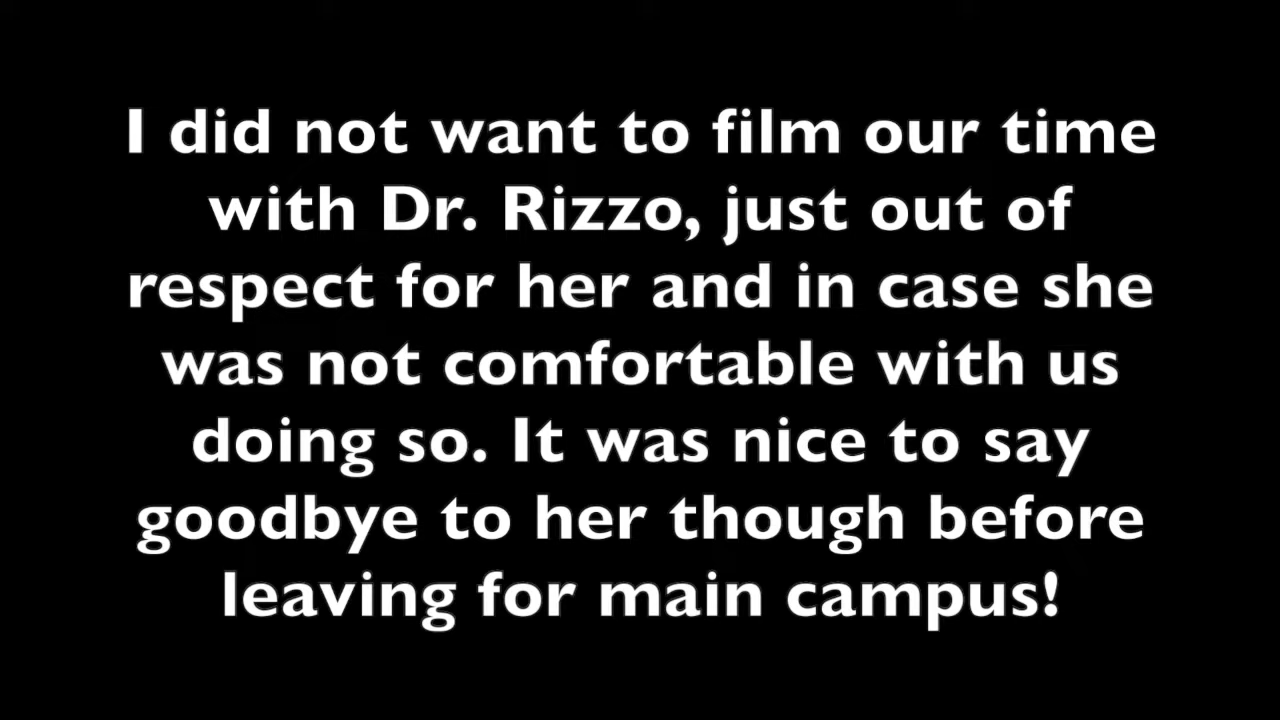 I did not want to film our time
with Dr. Rizzo, just out of
respect for her and in case she
was not comfortable with us
doing so. It was nice to say
goodbye to her though before
leaving for main campus!